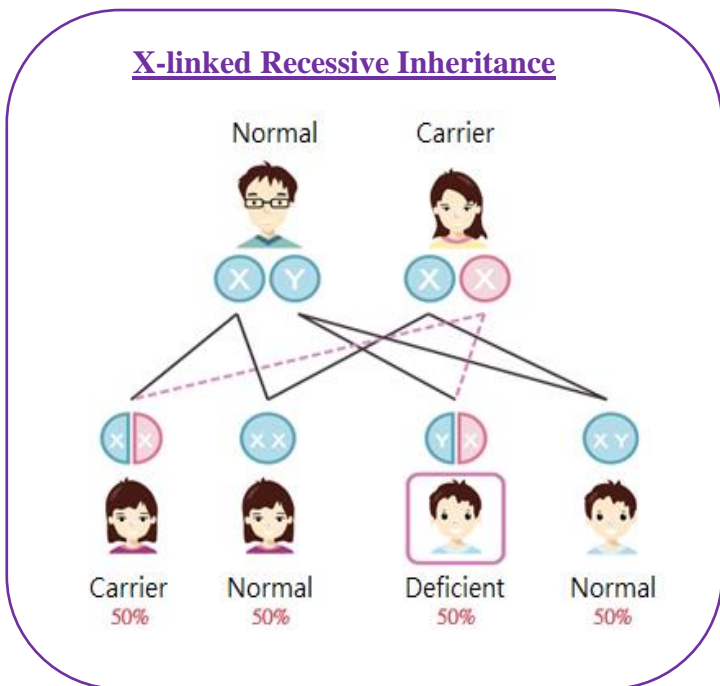 X-linked Recessive Inheritance
Normal Carrier
X Y X X
X X X X Y X X Y
Carrier Normal Deficient Normal
50% 50% 50% 50%